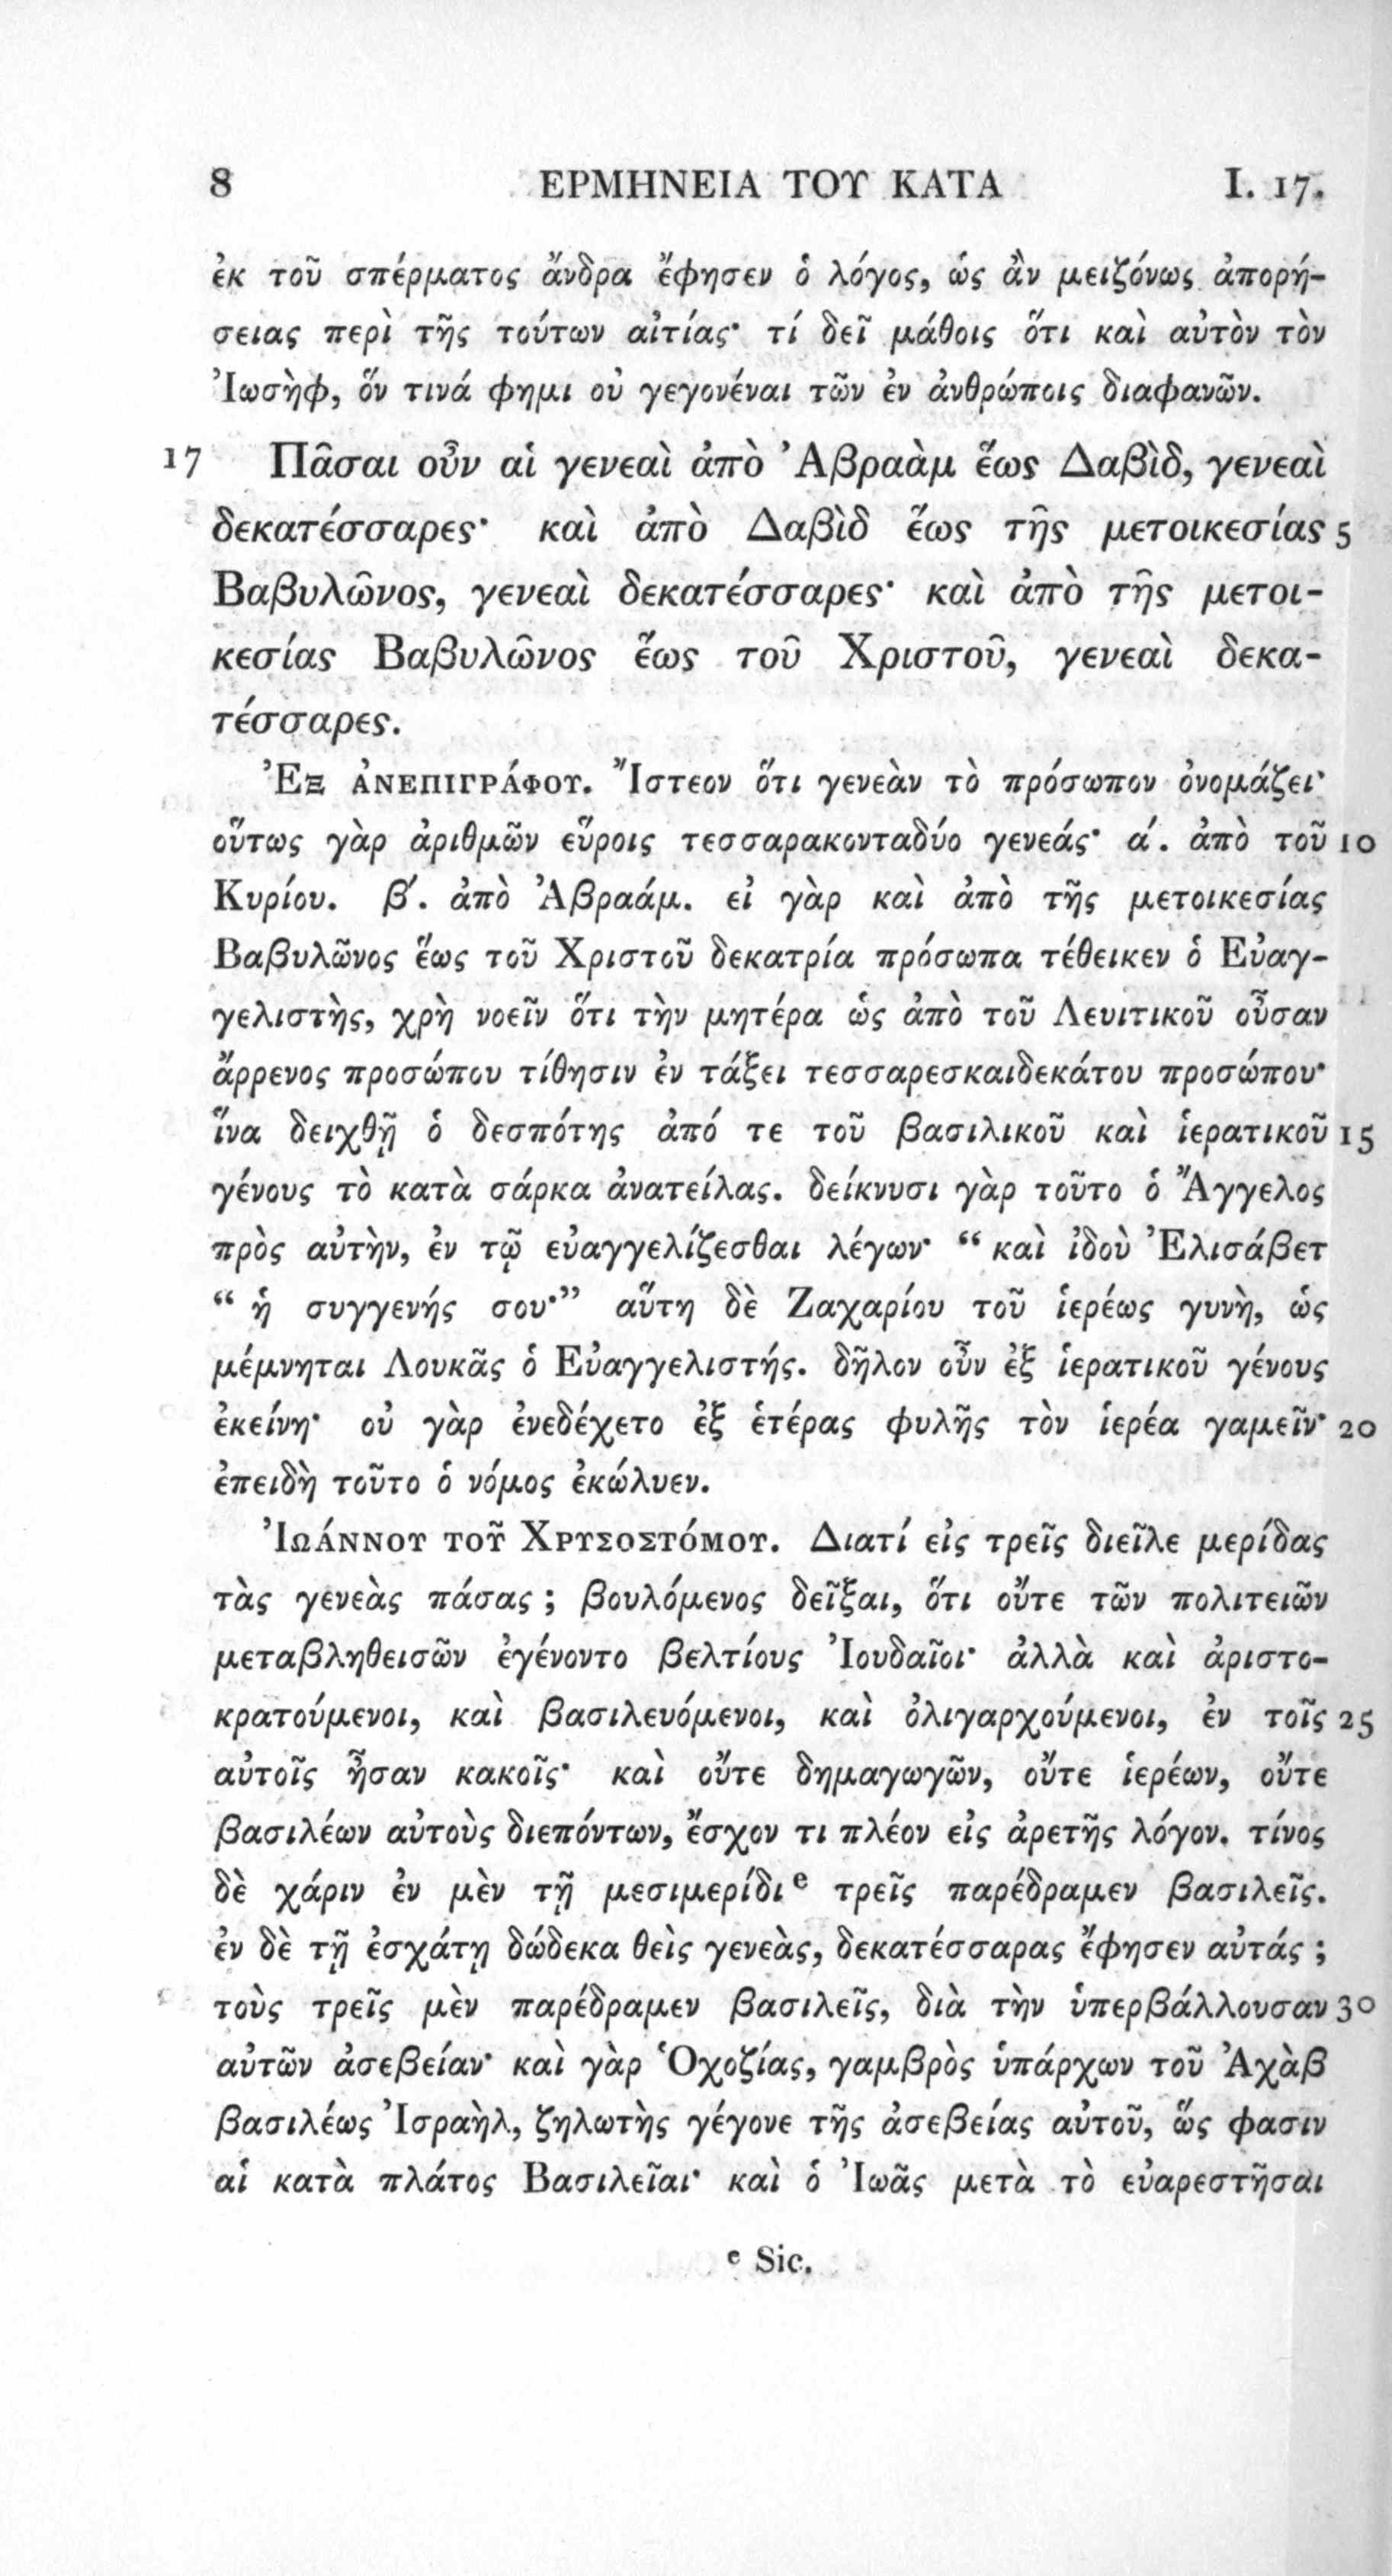 8 ΕΡΜΗΝΕΙΑ ΤΟΥ ΚΑΤΑ I. 17.
ἐκ τοῦ σπέρματος ἄνδρα ἔφησεν ὁ λόγος, ὡς ἂν μειζόνως ἀπορή-
σειας περὶ τῆς τούτων αἰτίας· τί δεῖ μάθοις ὅτι καὶ αὐτὸν τὸν
Ἰωσὴφ, ὅν τινά φημι οὐ γεγονέναι τῶν ἐν ἀνθρώποις διαφανῶν.
17 Πᾶσαι οὖν αἱ γενεαὶ ἀπὸ Ἀβραὰμ ἕως Δαβὶδ, γενεαὶ
δεκατέσσαρες· καὶ ἀπὸ Δαβὶδ ἕως τῆς μετοικεσίας 5
Βαβυλῶνος, γενεαὶ δεκατέσσαρες· καὶ ἀπὸ τῆς μετοι-
κεσίας Βαβυλῶνος ἕως τοῦ Χριστοῦ, γενεαὶ δεκα-
τέσσαρες.
Ἐξ ἀνεπιγράφου. Ἴστεον ὅτι γενεὰν τὸ πρόσωπον ὀνομάζει·
οὕτως γὰρ ἀριθμῶν εὕροις τεσσαρακονταδύο γενεάς· ά. ἀπὸ τοῦ 10
Κυρίου. β΄. ἀπὸ Ἀβραάμ. εἰ γὰρ καὶ ἀπὸ τῆς μετοικεσίας
Βαβυλῶνος ἕως τοῦ Χριστοῦ δεκατρία πρόσωπα τέθεικεν ὁ Εὐαγ-
γελιστὴς, χρὴ νοεῖν ὅτι τὴν μητέρα ὡς ἀπὸ τοῦ Λευιτικοῦ οὖσαν
ἄρρενος προσώπου τίθησιν ἐν τάξει τεσσαρεσκαιδεκάτου προσώπου·
ἵνα δειχθῇ ὁ δεσπότης ἀπό τε τοῦ βασιλικοῦ καὶ ἱερατικοῦ 15
γένους τὸ κατὰ σάρκα ἀνατείλας. δείκνυσι γὰρ τοῦτο ὁ Ἄγγελος
πρὸς αὐτὴν, ἐν τῷ εὐαγγελίζεσθαι λέγων· “ καὶ ἰδοὺ Ἐλισάβετ
“ ἡ συγγενής σου·” αὕτη δὲ Ζαχαρίου τοῦ ἱερέως γυνὴ, ὡς
μέμνηται Λουκᾶς ὁ Εὐαγγελιστής. δῆλον οὖν ἐξ ἱερατικοῦ γένους
ἐκείνη· οὐ γὰρ ἐνεδέχετο ἐξ ἑτέρας φυλῆς τὸν ἱερέα γαμεῖν· 20
ἐπειδὴ τοῦτο ὁ νόμος ἐκώλυεν.
Ἰωάννου τοῦ Χρυσοστόμου. Διατί εἰς τρεῖς διεῖλε μερίδας
τὰς γενεὰς πάσας ; βουλόμενος δεῖξαι, ὅτι οὔτε τῶν πολιτειῶν
μεταβληθεισῶν ἐγένοντο βελτίους Ἰουδαῖοι· ἀλλὰ καὶ ἀριστο-
κρατούμενοι, καὶ βασιλευόμενοι, καὶ ὀλιγαρχούμενοι, ἐν τοῖς 25
αὐτοῖς ἦσαν κακοῖς· καὶ οὔτε δημαγωγῶν, οὔτε ἱερέων, οὔτε
βασιλέων αὐτοὺς διεπόντων, ἔσχον τι πλέον εἰς ἀρετῆς λόγον. τίνος
δὲ χάριν ἐν μὲν τῇ μεσιμερίδι e τρεῖς παρέδραμεν βασιλεῖς.
ἐν δὲ τῇ ἐσχάτῃ δώδεκα θεὶς γενεὰς, δεκατέσσαρας ἔφησεν αὐτάς ;
τοὺς τρεῖς μὲν παρέδραμεν βασιλεῖς, διὰ τὴν ὑπερβάλλουσαν 30
αὐτῶν ἀσεβείαν· καὶ γὰρ Ὀχοζίας, γαμβρὸς ὑπάρχων τοῦ Ἀχὰβ
βασιλέως Ἰσραὴλ, ζηλωτὴς γέγονε τῆς ἀσεβείας αὐτοῦ, ὥς φασιν
αἱ κατὰ πλάτος Βασιλεῖαι· καὶ ὁ Ἰωᾶς μετὰ τὸ εὐαρεστῆσαι
e Sic.